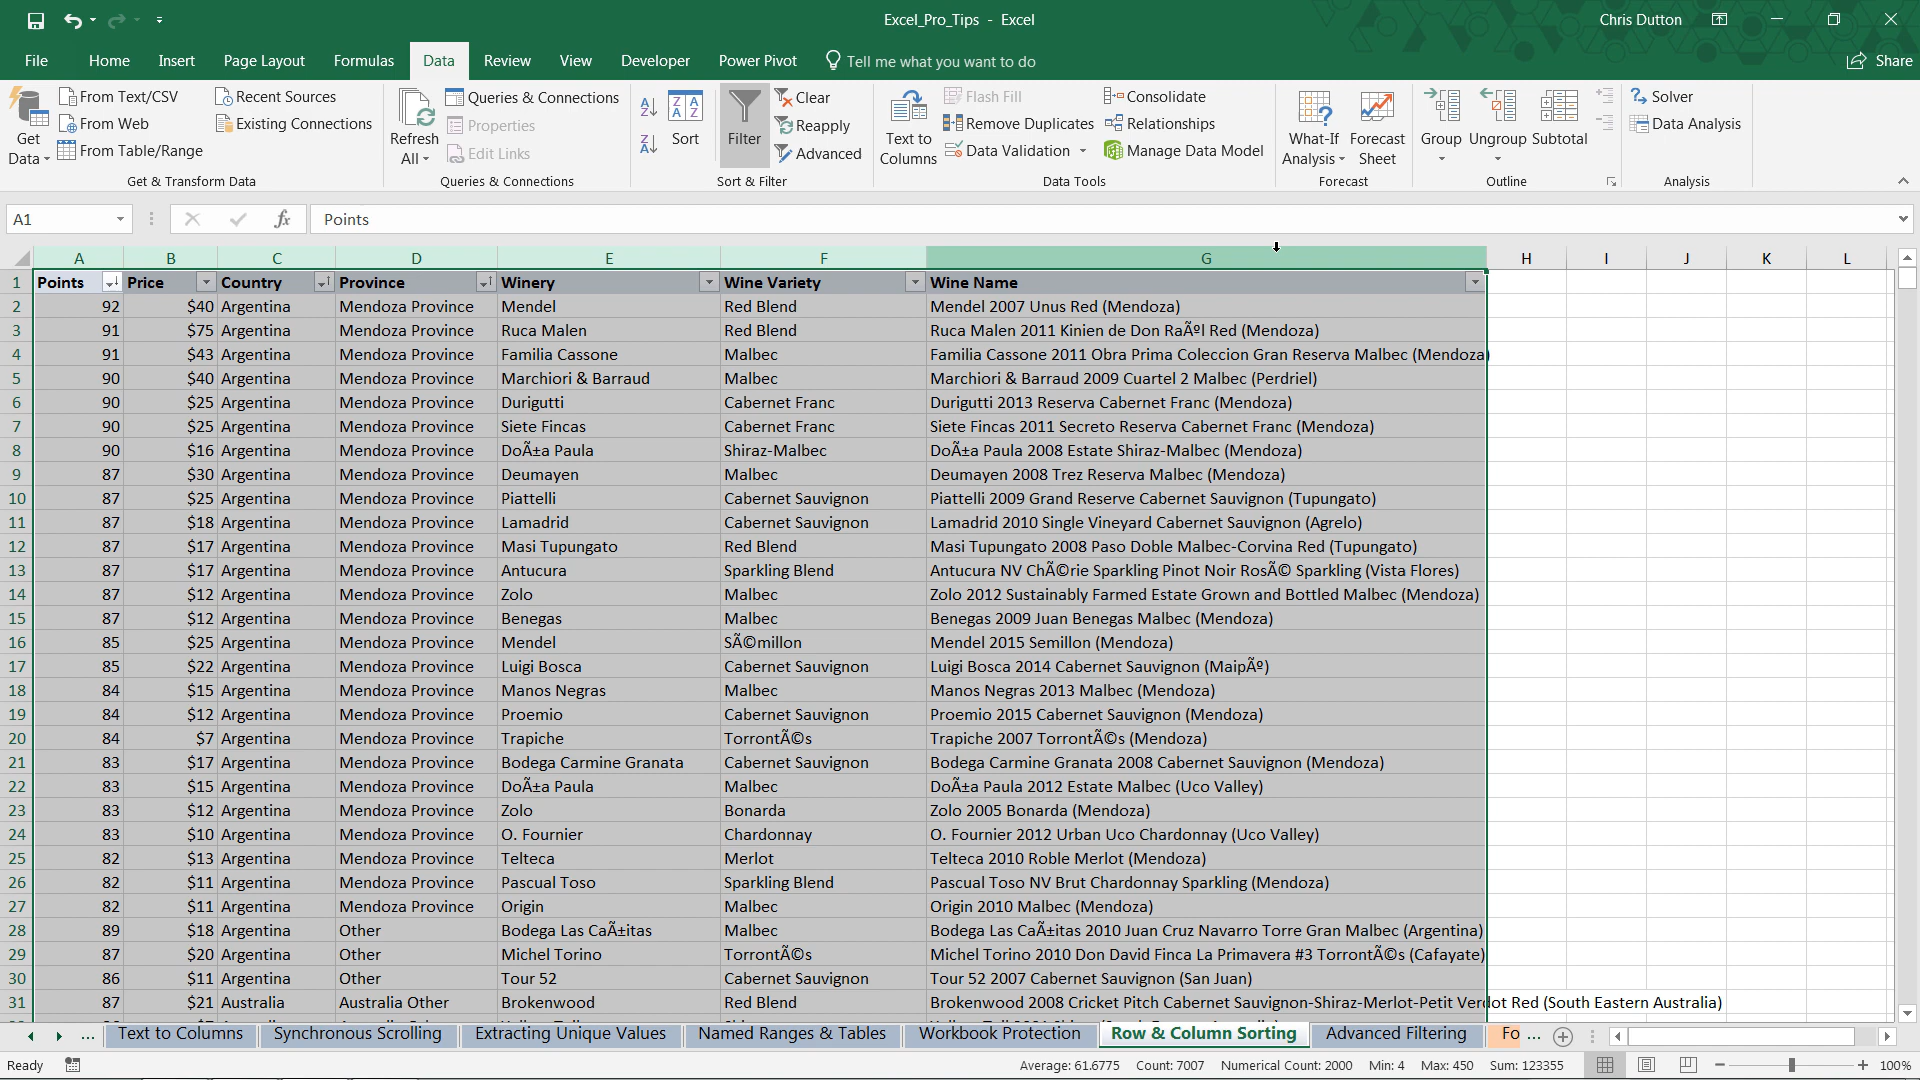 Excel_Pro_Tips - Excel
Chris Dutton
File Home Insert Page Layout Formulas Data Review View Developer Power Pivot Tell me what you want to do Share
Get Data
From Text/CSV
From Web
From Table/Range
Recent Sources
Existing Connections
Get & Transform Data
Refresh All
Queries & Connections
Properties
Edit Links
Queries & Connections
Sort
Filter
Clear
Reapply
Advanced
Sort & Filter
Text to Columns
Flash Fill
Remove Duplicates
Data Validation
Consolidate
Relationships
Manage Data Model
Data Tools
What-If Analysis
Forecast Sheet
Forecast
Group
Ungroup
Subtotal
Outline
Solver
Data Analysis
Analysis
A1 fx Points
A B C D E F G H I J K L
1 Points Price Country Province Winery Wine Variety Wine Name
2 92 $40 Argentina Mendoza Province Mendel Red Blend Mendel 2007 Unus Red (Mendoza)
3 91 $75 Argentina Mendoza Province Ruca Malen Red Blend Ruca Malen 2011 Kinien de Don RaÃºl Red (Mendoza)
4 91 $43 Argentina Mendoza Province Familia Cassone Malbec Familia Cassone 2011 Obra Prima Coleccion Gran Reserva Malbec (Mendoza)
5 90 $40 Argentina Mendoza Province Marchiori & Barraud Malbec Marchiori & Barraud 2009 Cuartel 2 Malbec (Perdriel)
6 90 $25 Argentina Mendoza Province Durigutti Cabernet Franc Durigutti 2013 Reserva Cabernet Franc (Mendoza)
7 90 $25 Argentina Mendoza Province Siete Fincas Cabernet Franc Siete Fincas 2011 Secreto Reserva Cabernet Franc (Mendoza)
8 90 $16 Argentina Mendoza Province DoÃ±a Paula Shiraz-Malbec DoÃ±a Paula 2008 Estate Shiraz-Malbec (Mendoza)
9 87 $30 Argentina Mendoza Province Deumayen Malbec Deumayen 2008 Trez Reserva Malbec (Mendoza)
10 87 $25 Argentina Mendoza Province Piattelli Cabernet Sauvignon Piattelli 2009 Grand Reserve Cabernet Sauvignon (Tupungato)
11 87 $18 Argentina Mendoza Province Lamadrid Cabernet Sauvignon Lamadrid 2010 Single Vineyard Cabernet Sauvignon (Agrelo)
12 87 $17 Argentina Mendoza Province Masi Tupungato Red Blend Masi Tupungato 2008 Paso Doble Malbec-Corvina Red (Tupungato)
13 87 $17 Argentina Mendoza Province Antucura Sparkling Blend Antucura NV ChÃ©rie Sparkling Pinot Noir RosÃ© Sparkling (Vista Flores)
14 87 $12 Argentina Mendoza Province Zolo Malbec Zolo 2012 Sustainably Farmed Estate Grown and Bottled Malbec (Mendoza)
15 87 $12 Argentina Mendoza Province Benegas Malbec Benegas 2009 Juan Benegas Malbec (Mendoza)
16 85 $25 Argentina Mendoza Province Mendel SÃ©millon Mendel 2015 Semillon (Mendoza)
17 85 $22 Argentina Mendoza Province Luigi Bosca Cabernet Sauvignon Luigi Bosca 2014 Cabernet Sauvignon (MaipÃº)
18 84 $15 Argentina Mendoza Province Manos Negras Malbec Manos Negras 2013 Malbec (Mendoza)
19 84 $12 Argentina Mendoza Province Proemio Cabernet Sauvignon Proemio 2015 Cabernet Sauvignon (Mendoza)
20 84 $7 Argentina Mendoza Province Trapiche TorrontÃ©s Trapiche 2007 TorrontÃ©s (Mendoza)
21 83 $17 Argentina Mendoza Province Bodega Carmine Granata Cabernet Sauvignon Bodega Carmine Granata 2008 Cabernet Sauvignon (Mendoza)
22 83 $15 Argentina Mendoza Province DoÃ±a Paula Malbec DoÃ±a Paula 2012 Estate Malbec (Uco Valley)
23 83 $12 Argentina Mendoza Province Zolo Bonarda Zolo 2005 Bonarda (Mendoza)
24 83 $10 Argentina Mendoza Province O. Fournier Chardonnay O. Fournier 2012 Urban Uco Chardonnay (Uco Valley)
25 82 $13 Argentina Mendoza Province Telteca Merlot Telteca 2010 Roble Merlot (Mendoza)
26 82 $11 Argentina Mendoza Province Pascual Toso Sparkling Blend Pascual Toso NV Brut Chardonnay Sparkling (Mendoza)
27 82 $11 Argentina Mendoza Province Origin Malbec Origin 2010 Malbec (Mendoza)
28 89 $18 Argentina Other Bodega Las CaÃ±itas Malbec Bodega Las CaÃ±itas 2010 Juan Cruz Navarro Torre Gran Malbec (Argentina)
29 87 $20 Argentina Other Michel Torino TorrontÃ©s Michel Torino 2010 Don David Finca La Primavera #3 TorrontÃ©s (Cafayate)
30 86 $11 Argentina Other Tour 52 Cabernet Sauvignon Tour 52 2007 Cabernet Sauvignon (San Juan)
31 87 $21 Australia Australia Other Brokenwood Red Blend Brokenwood 2008 Cricket Pitch Cabernet Sauvignon-Shiraz-Merlot-Petit Verdot Red (South Eastern Australia)
... Text to Columns Synchronous Scrolling Extracting Unique Values Named Ranges & Tables Workbook Protection Row & Column Sorting Advanced Filtering Fo ...
Ready Average: 61.6775 Count: 7007 Numerical Count: 2000 Min: 4 Max: 450 Sum: 123355 100%